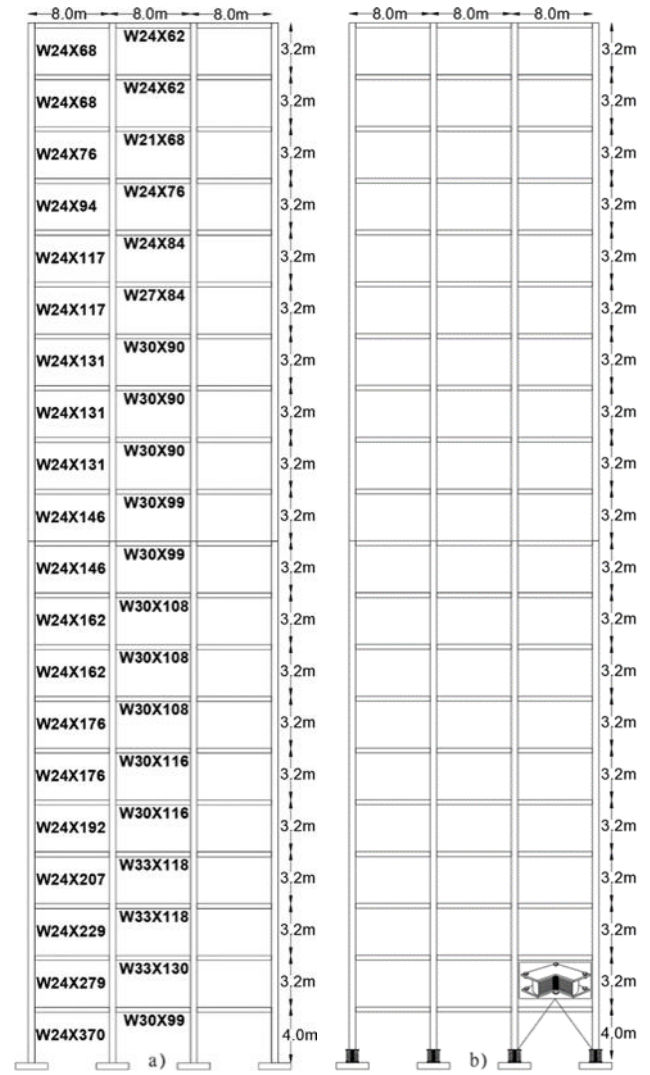 8.0m 8.0m 8.0m 8.0m 8.0m 8.0m
W24X68 W24X62 3.2m 3.2m
W24X68 W24X62 3.2m 3.2m
W24X76 W21X68 3.2m 3.2m
W24X94 W24X76 3.2m 3.2m
W24X117 W24X84 3.2m 3.2m
W24X117 W27X84 3.2m 3.2m
W24X131 W30X90 3.2m 3.2m
W24X131 W30X90 3.2m 3.2m
W24X131 W30X90 3.2m 3.2m
W24X146 W30X99 3.2m 3.2m
W24X146 W30X99 3.2m 3.2m
W24X162 W30X108 3.2m 3.2m
W24X162 W30X108 3.2m 3.2m
W24X176 W30X108 3.2m 3.2m
W24X176 W30X116 3.2m 3.2m
W24X192 W30X116 3.2m 3.2m
W24X207 W33X118 3.2m 3.2m
W24X229 W33X118 3.2m 3.2m
W24X279 W33X130 3.2m 3.2m
W24X370 W30X99 4.0m 4.0m
a) b)